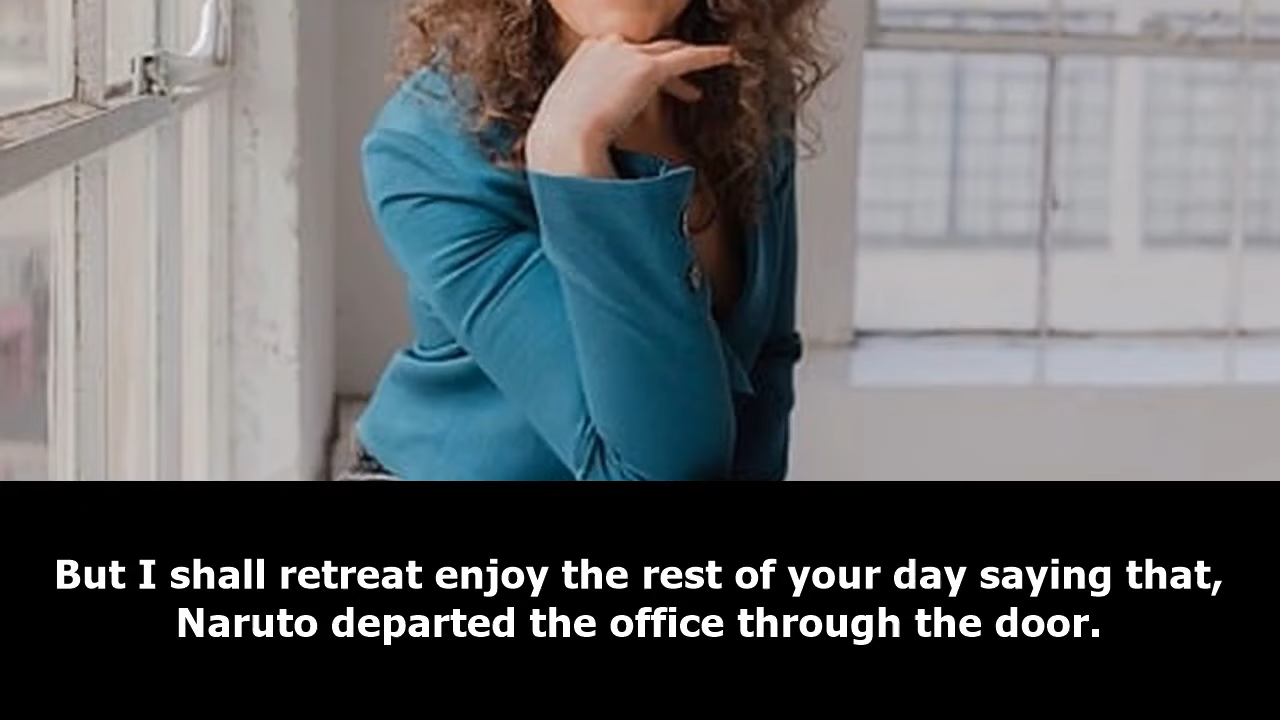 But I shall retreat enjoy the rest of your day saying that,
Naruto departed the office through the door.